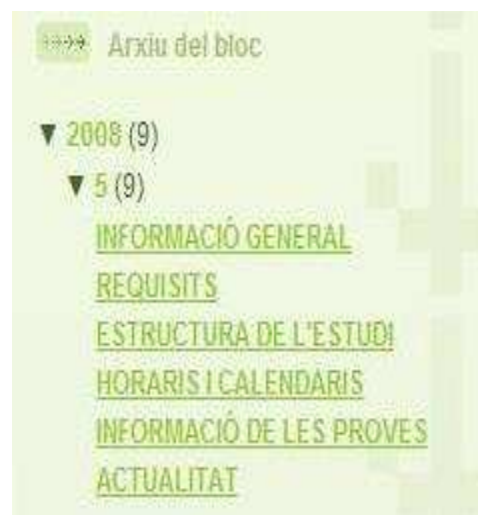 Arxiu del bloc
▼ 2008 (9)
▼ 5 (9)
INFORMACIÓ GENERAL
REQUISITS
ESTRUCTURA DE L'ESTUDI
HORARIS I CALENDARIS
INFORMACIÓ DE LES PROVES
ACTUALITAT